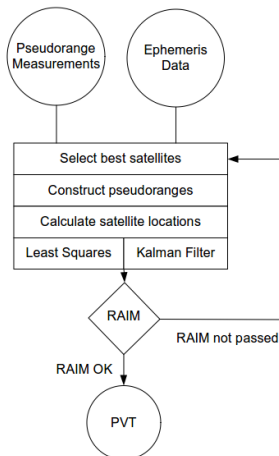 Pseudorange
Measurements
Ephemeris
Data
Select best satellites
Construct pseudoranges
Calculate satellite locations
Least Squares
Kalman Filter
RAIM
RAIM not passed
RAIM OK
PVT